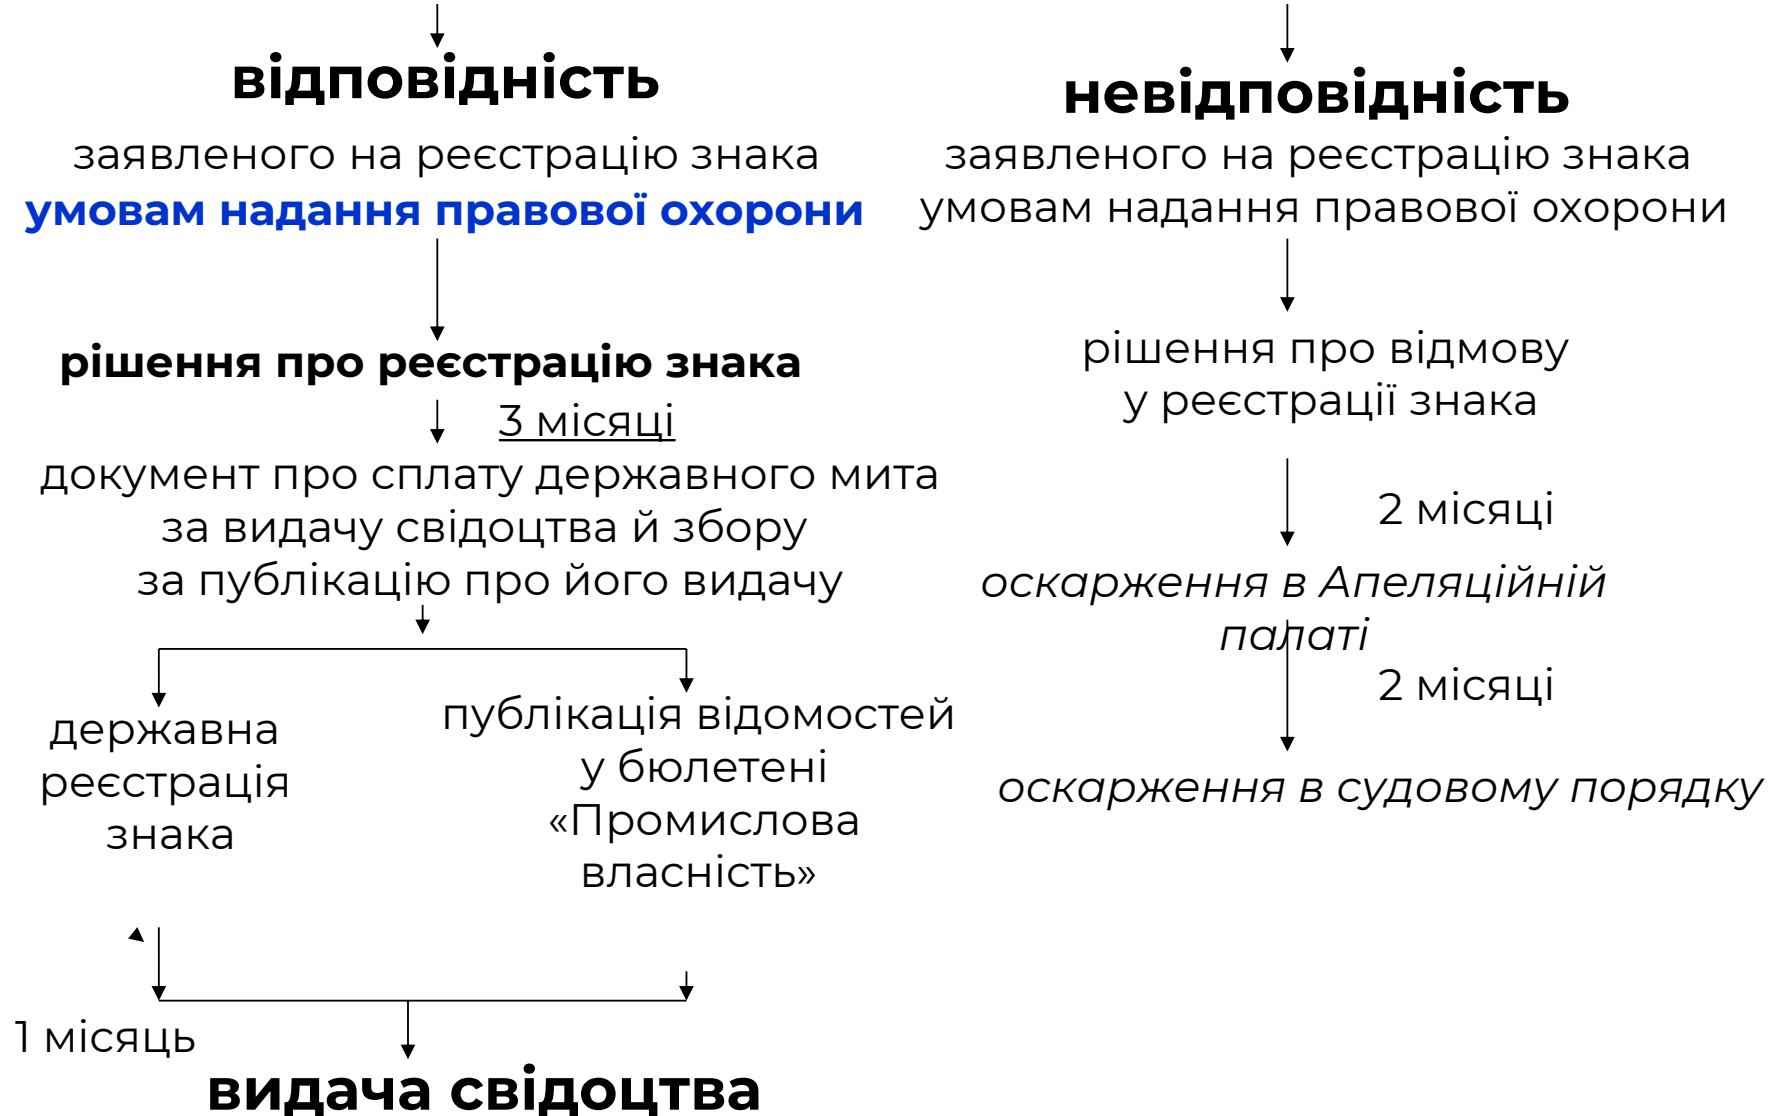 відповідність
заявленого на реєстрацію знака
умовам надання правової охорони
рішення про реєстрацію знака
3 місяці
документ про сплату державного мита
за видачу свідоцтва й збору
за публікацію про його видачу
державна
реєстрація
знака
публікація відомостей
у бюлетені
«Промислова
власність»
1 місяць
видача свідоцтва
невідповідність
заявленого на реєстрацію знака
умовам надання правової охорони
рішення про відмову
у реєстрації знака
2 місяці
оскарження в Апеляційній
палаті
2 місяці
оскарження в судовому порядку